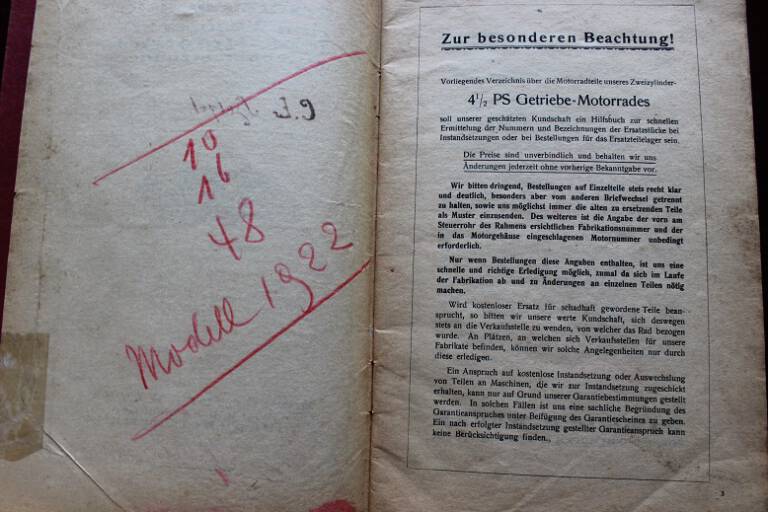 10
16
48
Modell 1922
Zur besonderen Beachtung!
Vorliegendes Verzeichnis über die Motorradteile unseres Zweizylinder-
4½ PS Getriebe-Motorrades
soll unserer geschätzten Kundschaft ein Hilfsbuch zur schnellen
Ermittelung der Nummern und Bezeichnungen der Ersatzstücke bei
Instandsetzungen oder bei Bestellungen für das Ersatzteilelager sein.
Die Preise sind unverbindlich und behalten wir uns
Änderungen jederzeit ohne vorherige Bekanntgabe vor.
Wir bitten dringend, Bestellungen auf Einzelteile stets recht klar
und deutlich, besonders aber vom anderen Briefwechsel getrennt
zu halten, sowie uns möglichst immer die alten zu ersetzenden Teile
als Muster einzusenden. Des weiteren ist die Angabe der vorn am
Steuerrohr des Rahmens ersichtlichen Fabrikationsnummer und der
in das Motorgehäuse eingeschlagenen Motornummer unbedingt
erforderlich.
Nur wenn Bestellungen diese Angaben enthalten, ist uns eine
schnelle und richtige Erledigung möglich, zumal da sich im Laufe
der Fabrikation ab und zu Änderungen an einzelnen Teilen nötig
machen.
Wird kostenloser Ersatz für schadhaft gewordene Teile bean-
sprucht, so bitten wir unsere werte Kundschaft, sich deswegen
stets an die Verkaufsstelle zu wenden, von welcher das Rad bezogen
wurde. An Plätzen, an welchen sich Verkaufsstellen für unsere
Fabrikate befinden, können wir solche Angelegenheiten nur durch
diese erledigen.
Ein Anspruch auf kostenlose Instandsetzung oder Auswechslung
von Teilen an Maschinen, die wir zur Instandsetzung zugeschickt
erhalten, kann nur auf Grund unserer Garantiebestimmungen gestellt
werden. In solchen Fällen ist uns eine sachliche Begründung des
Garantieanspruches unter Beifügung des Garantiescheines zu geben.
Ein nach erfolgter Instandsetzung gestellter Garantieanspruch kann
keine Berücksichtigung finden.
3